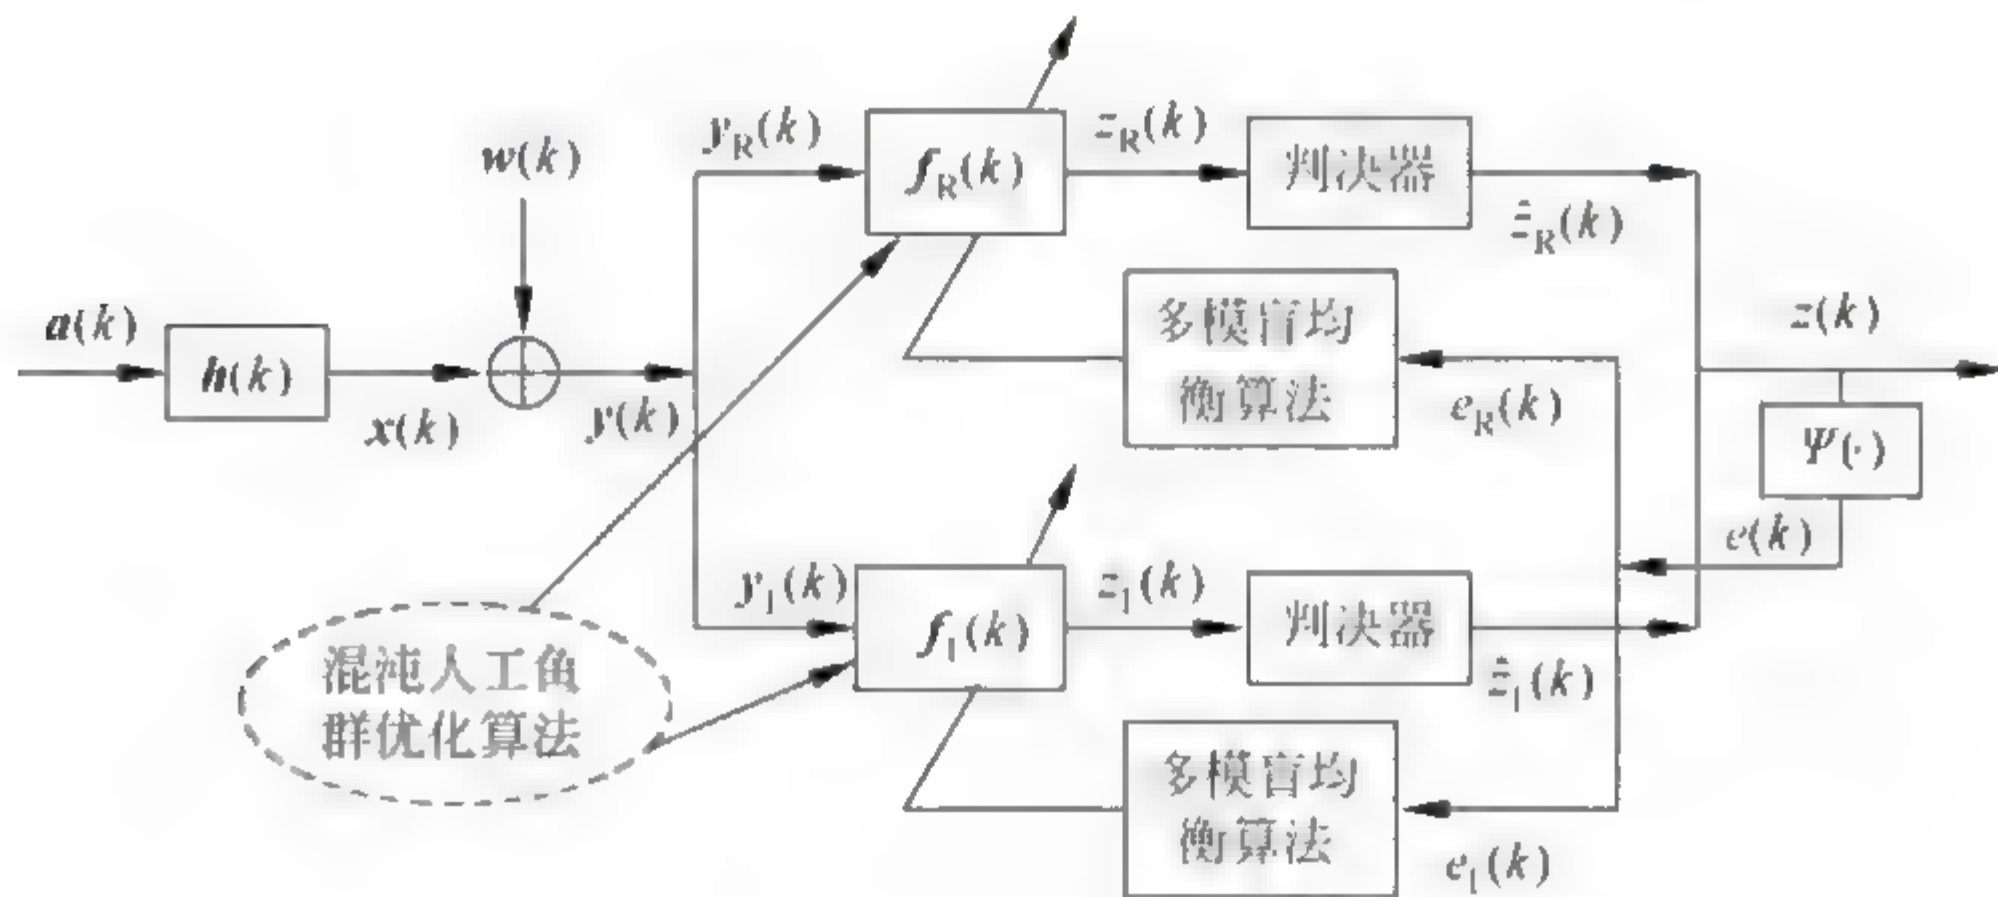 w(k)
y_R(k)
f_R(k)
z_R(k)
判决器
ẑ_R(k)
a(k)
h(k)
x(k)
y(k)
多模盲均
衡算法
e_R(k)
z(k)
Ψ(·)
e(k)
y_I(k)
f_I(k)
z_I(k)
判决器
ẑ_I(k)
混沌人工鱼
群优化算法
多模盲均
衡算法
e_I(k)